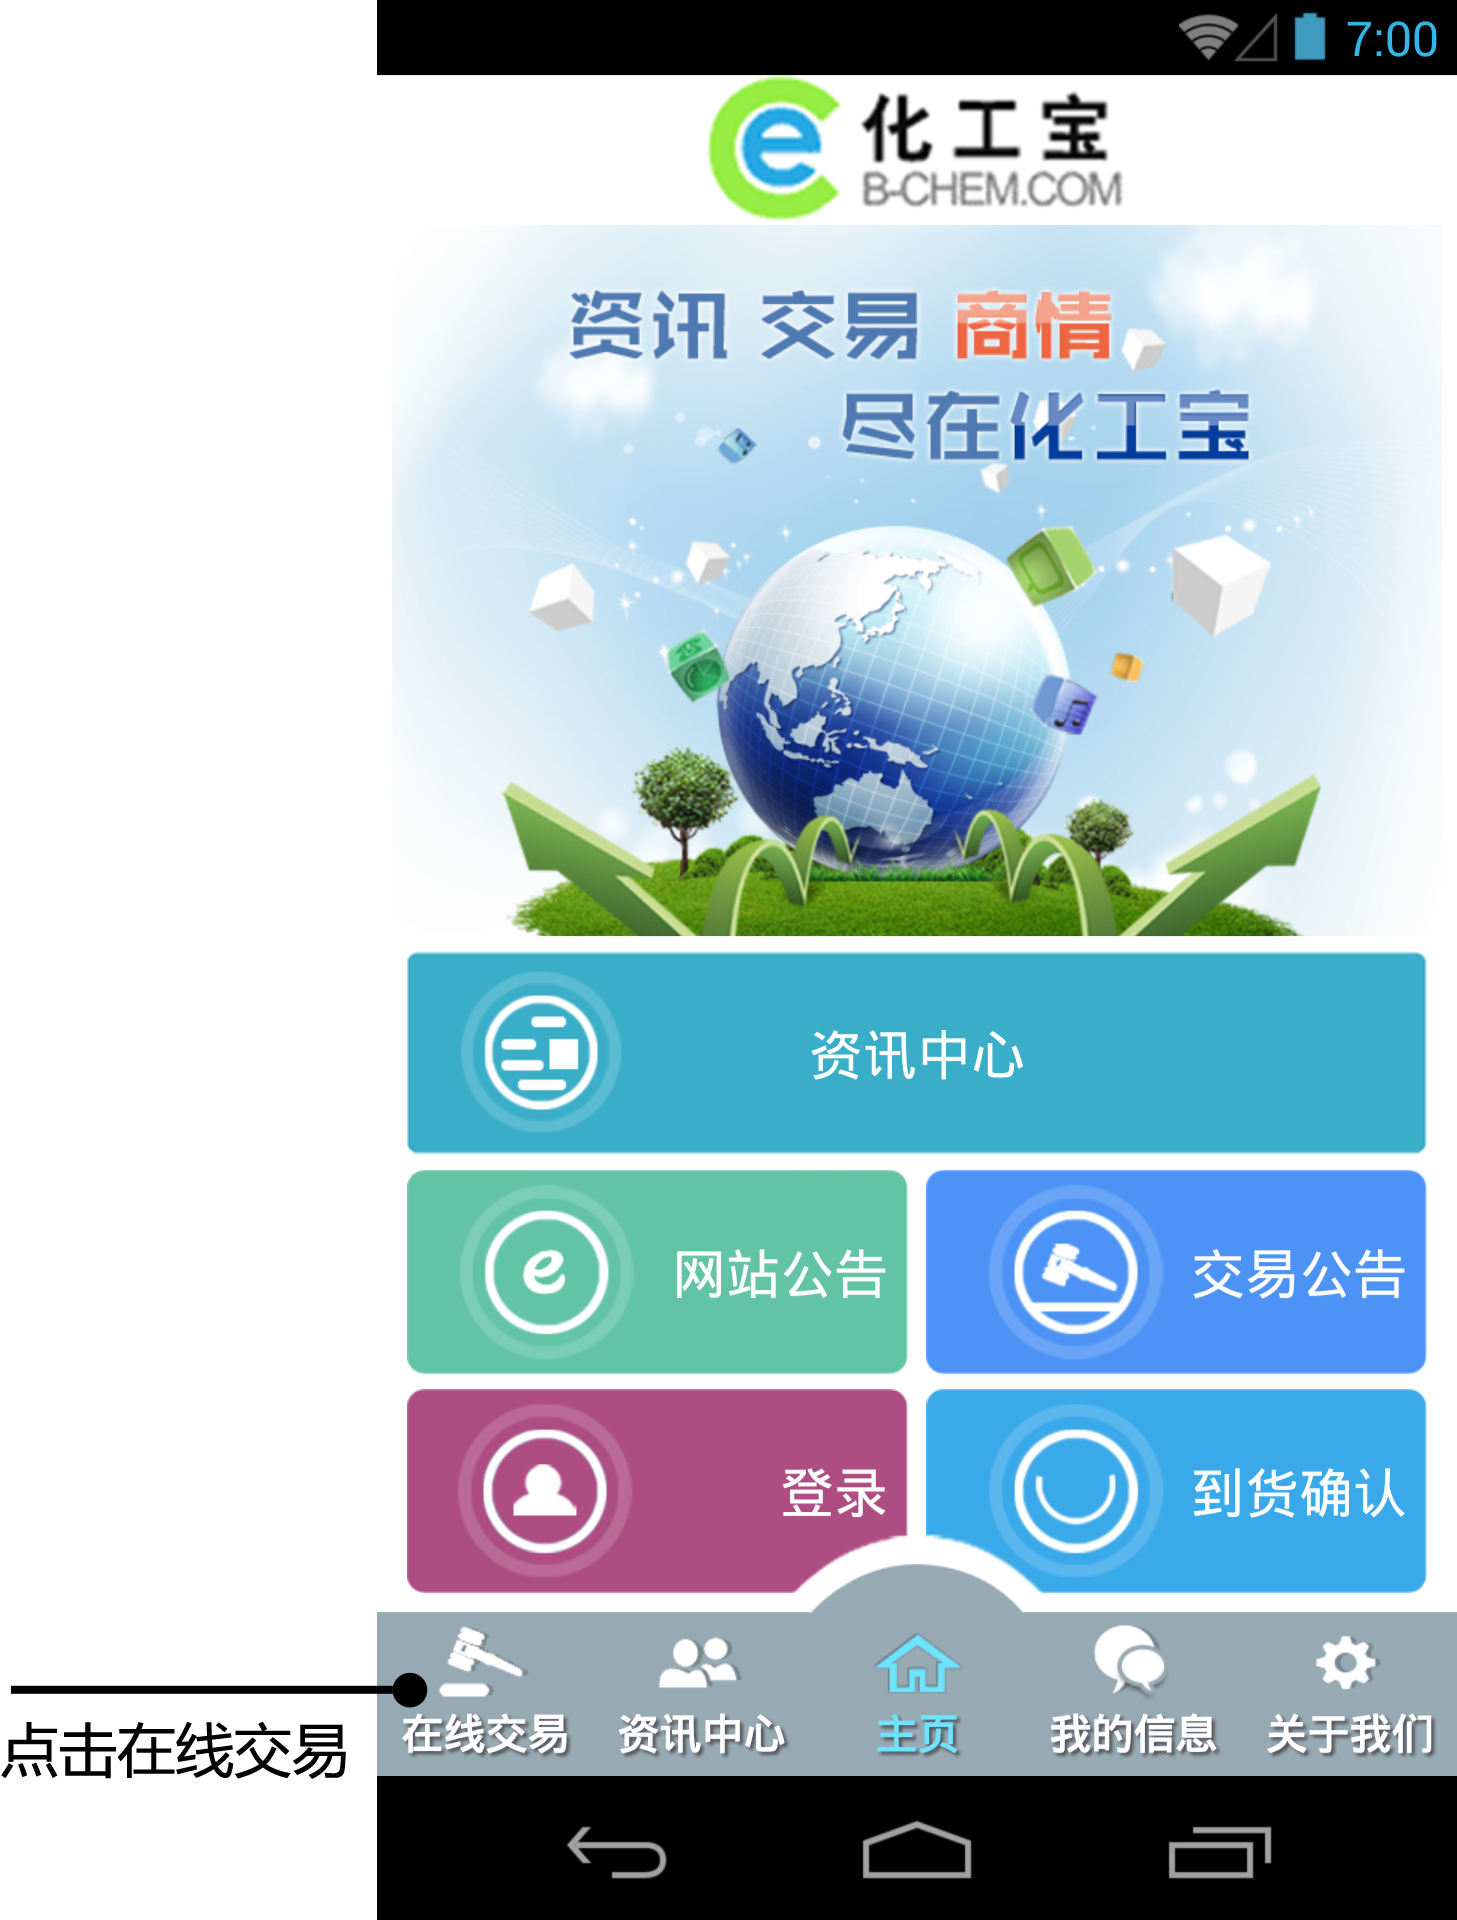 7:00
化工宝
B-CHEM.COM
资讯 交易 商情
尽在化工宝
资讯中心
网站公告
交易公告
登录
到货确认
在线交易
资讯中心
主页
我的信息
关于我们
点击在线交易